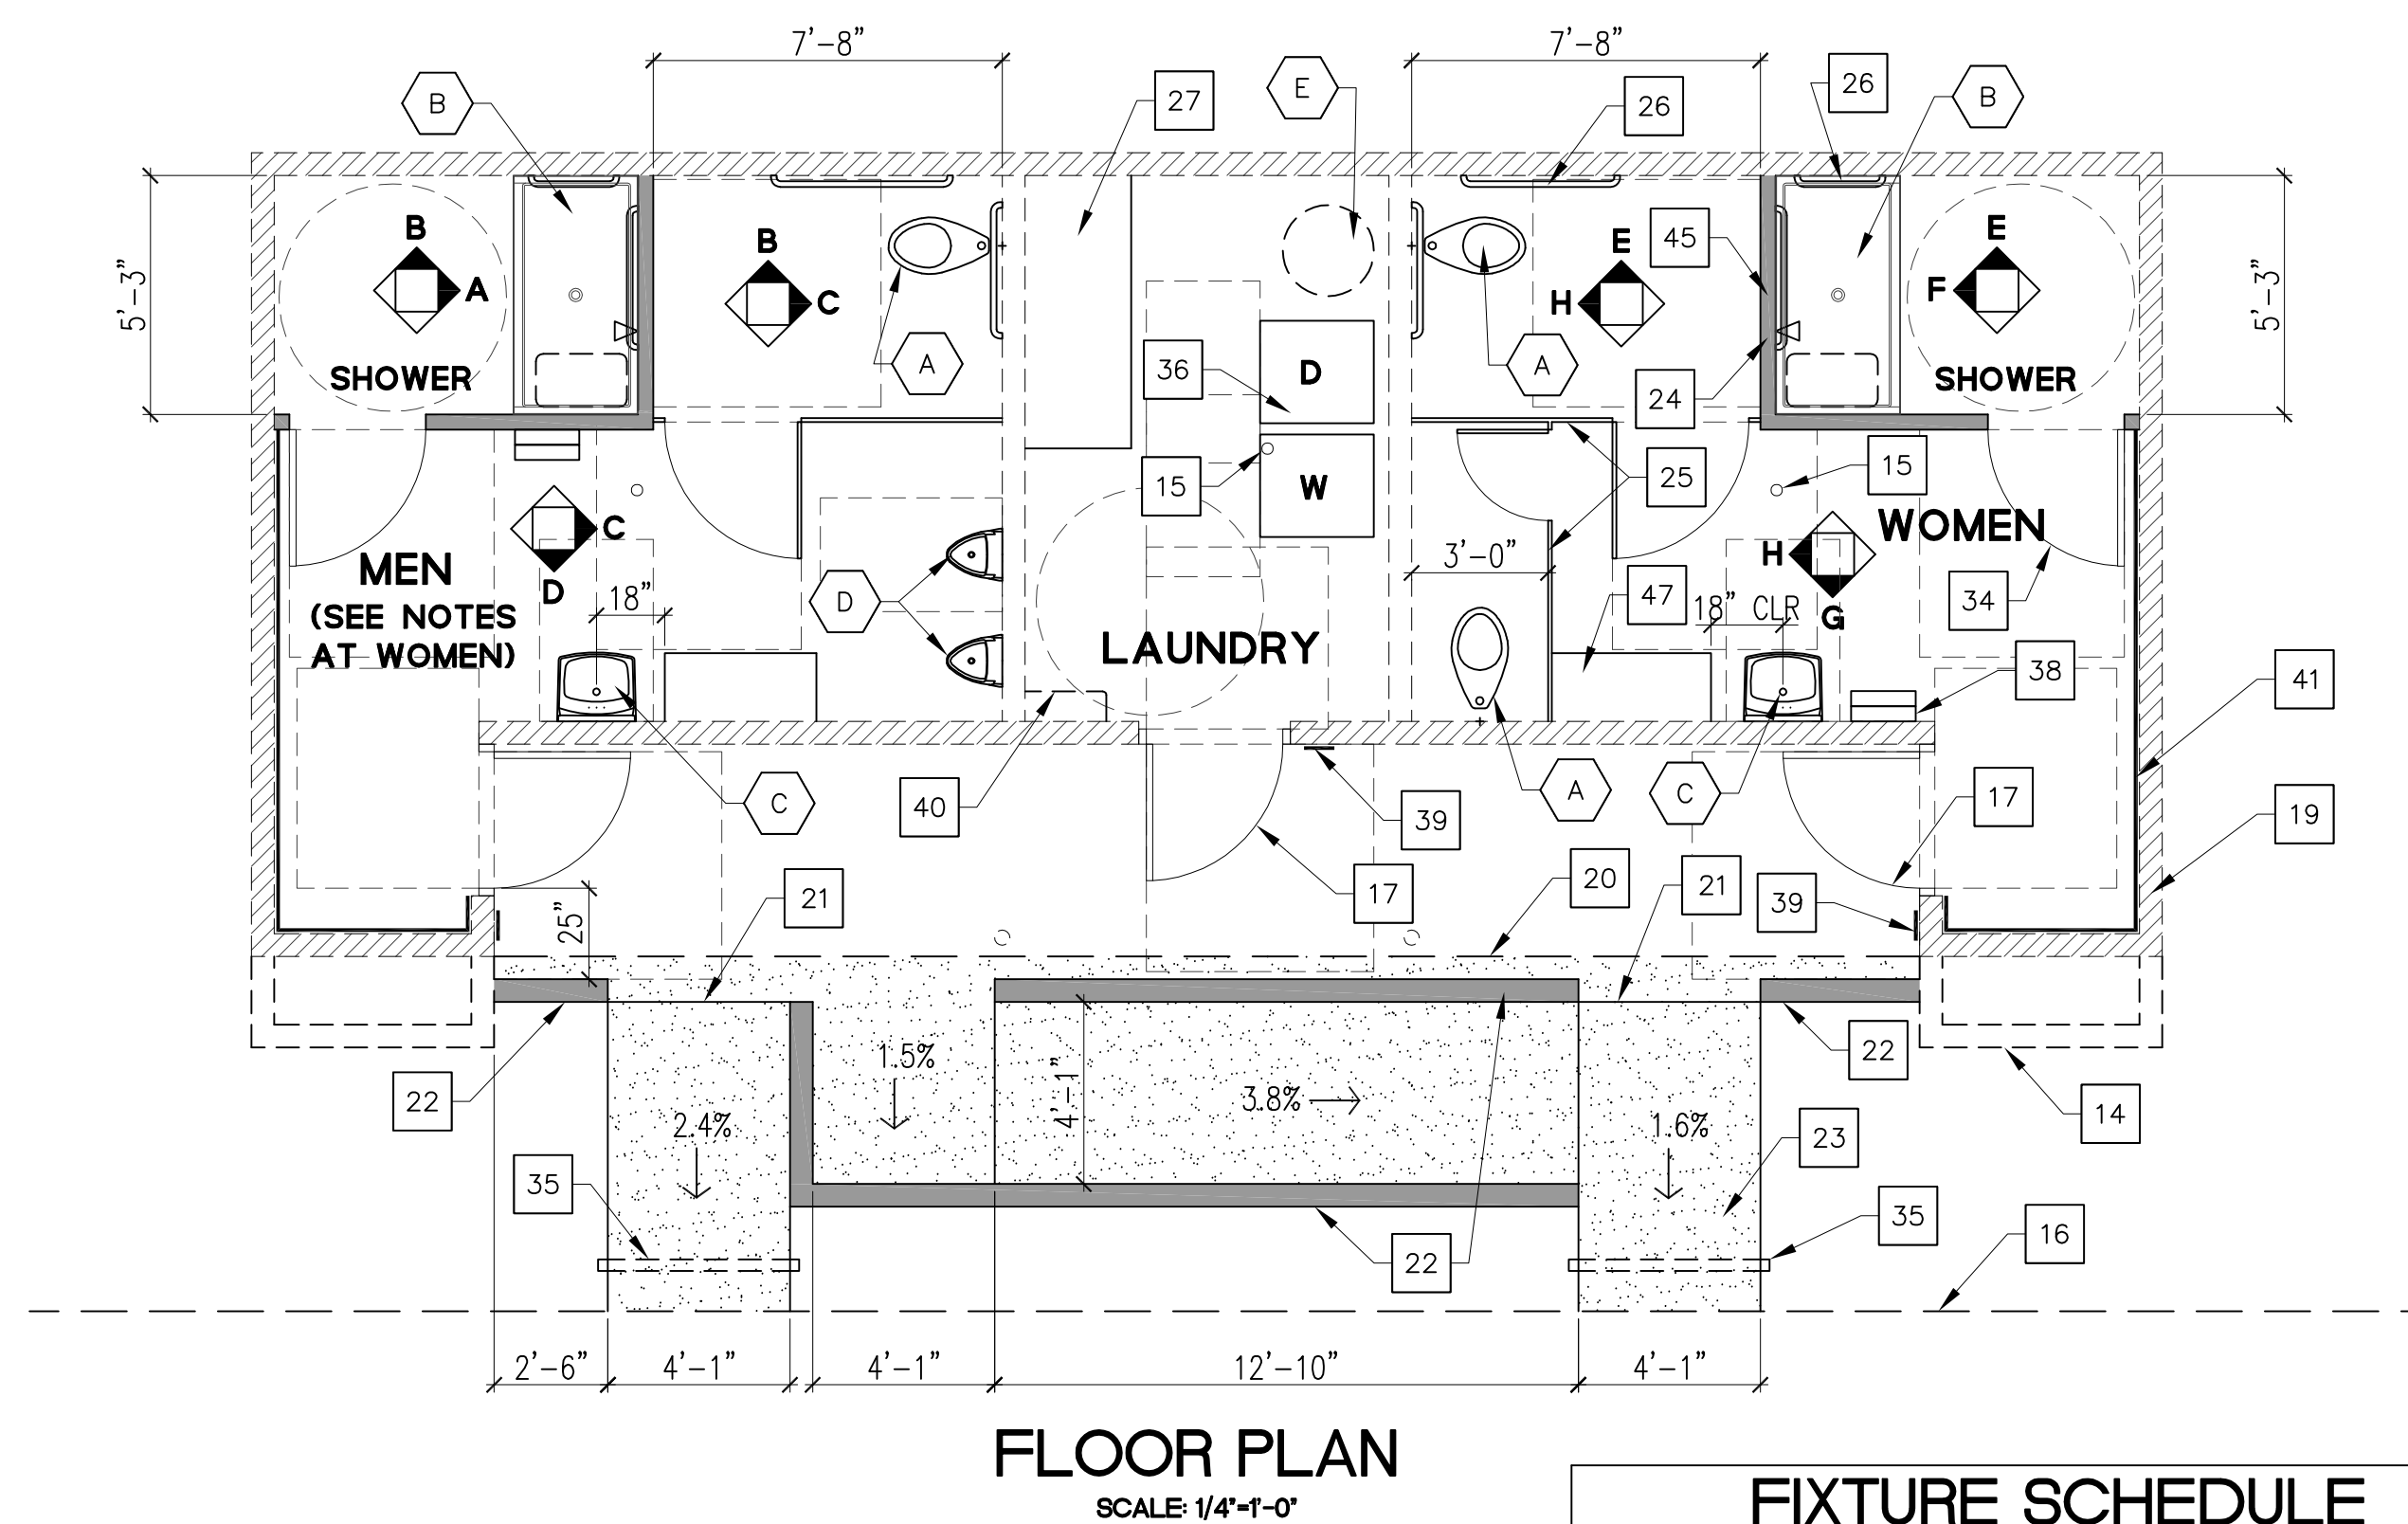 7'-8"
7'-8"
B
27
E
26
26
B
5'-3"
B
A
SHOWER
B
C
A
36
D
15
W
E
H
A
45
24
E
F
SHOWER
5'-3"
25
15
WOMEN
34
C
D
MEN
(SEE NOTES
AT WOMEN)
18"
D
LAUNDRY
3'-0"
47
18" CLR
H
G
38
41
C
40
39
A
C
17
19
21
25"
17
20
21
39
22
1.5%
2.4%
4'-1"
3.8%
1.6%
22
14
23
35
22
35
16
2'-6"
4'-1"
4'-1"
12'-10"
4'-1"
FLOOR PLAN
SCALE: 1/4"=1'-0"
FIXTURE SCHEDULE